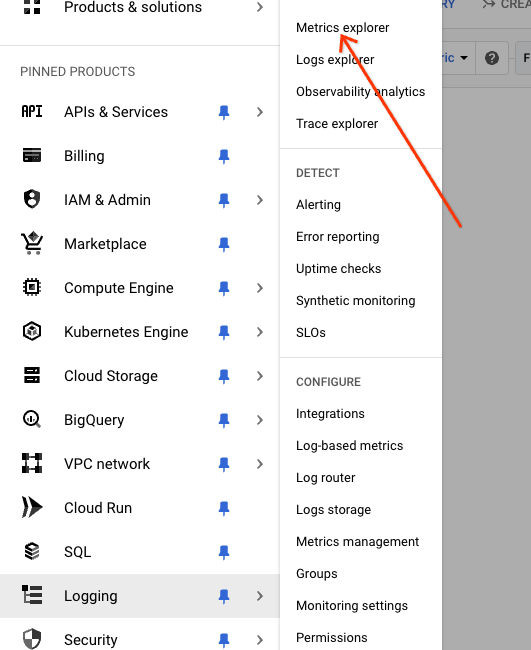 Products & solutions
PINNED PRODUCTS
APIs & Services
Billing
IAM & Admin
Marketplace
Compute Engine
Kubernetes Engine
Cloud Storage
BigQuery
VPC network
Cloud Run
SQL
Logging
Security
Metrics explorer
Logs explorer
Observability analytics
Trace explorer
DETECT
Alerting
Error reporting
Uptime checks
Synthetic monitoring
SLOs
CONFIGURE
Integrations
Log-based metrics
Log router
Logs storage
Metrics management
Groups
Monitoring settings
Permissions
RY
CREA
ric
F